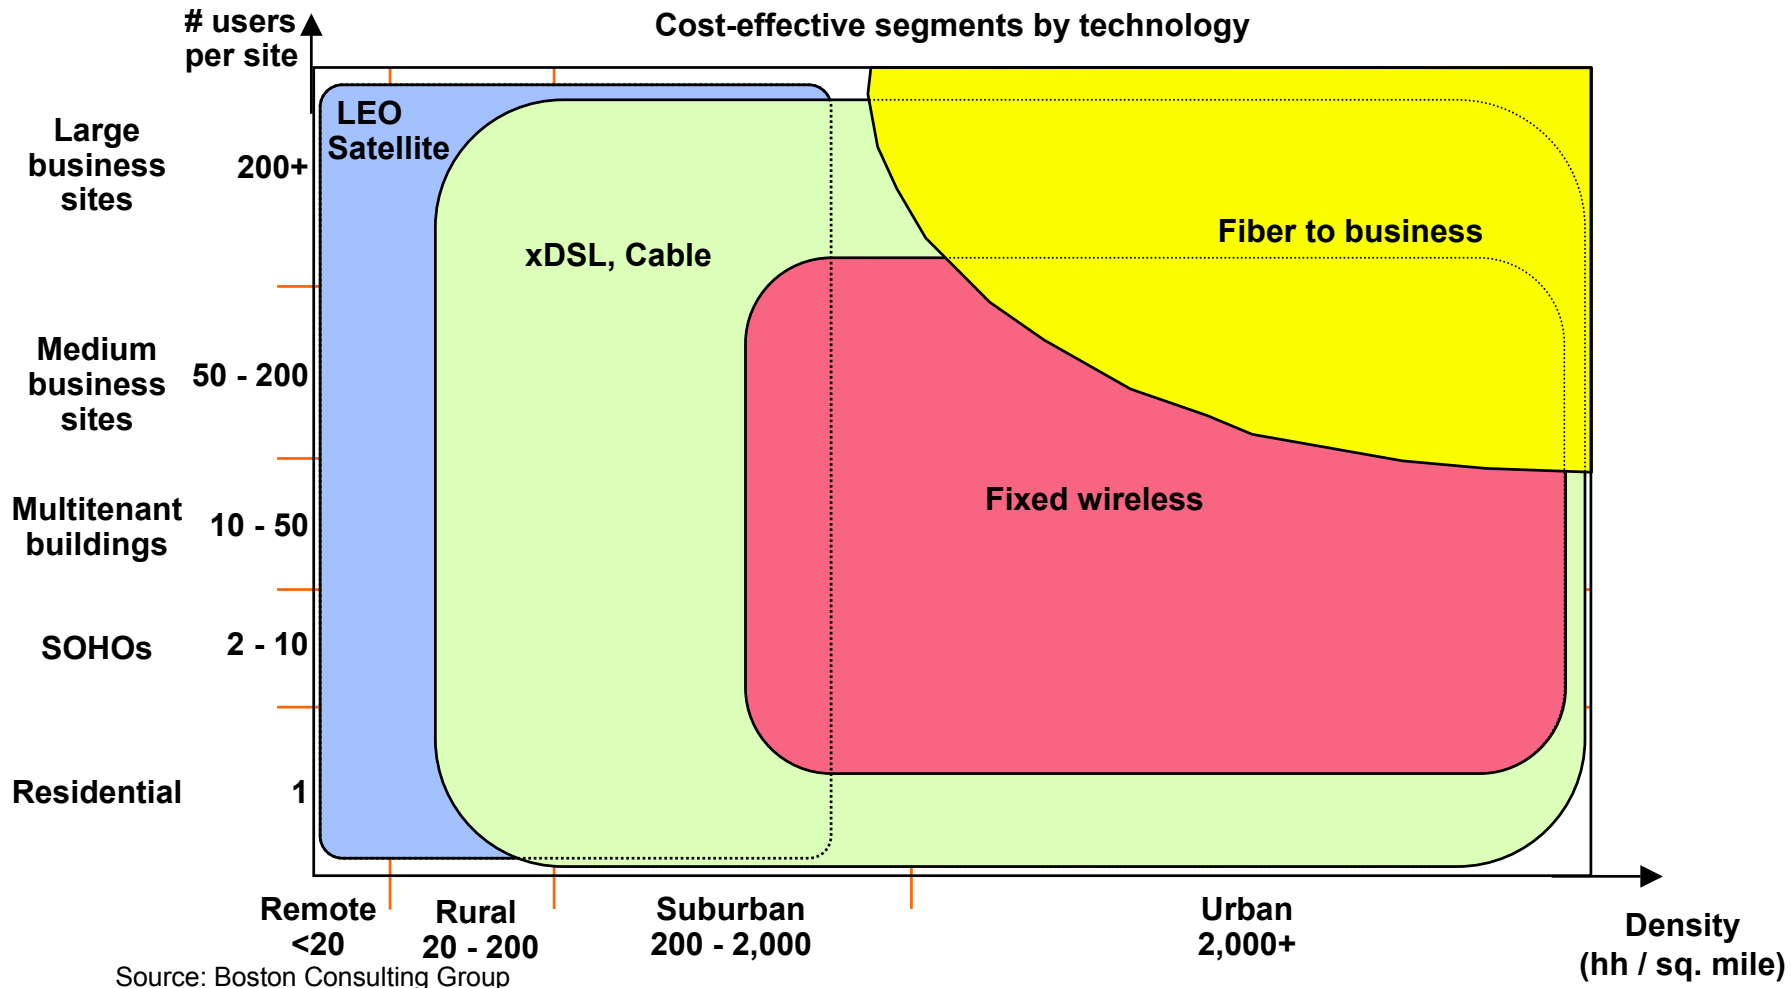 # users
per site
Cost-effective segments by technology
LEO
Satellite
Large
business
sites
200+
Fiber to business
xDSL, Cable
Medium
business
sites
50 - 200
Fixed wireless
Multitenant
buildings
10 - 50
SOHOs
2 - 10
Residential
1
Remote
<20
Rural
20 - 200
Suburban
200 - 2,000
Urban
2,000+
Density
(hh / sq. mile)
Source: Boston Consulting Group